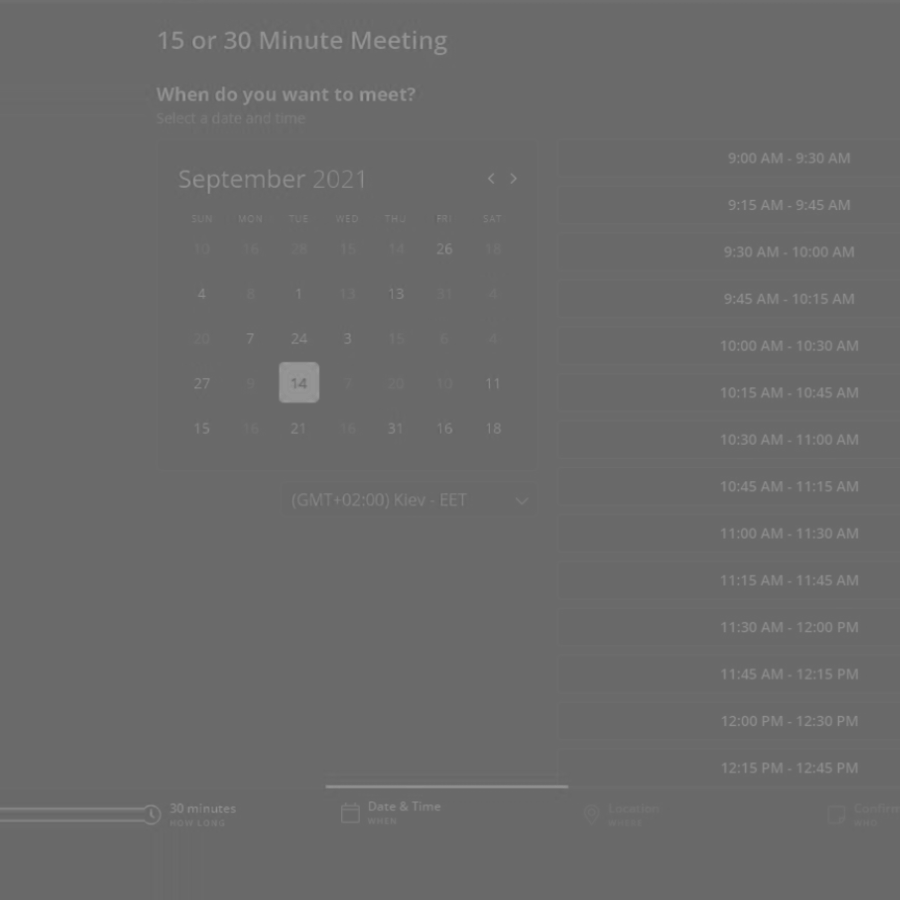 15 or 30 Minute Meeting
When do you want to meet?
Select a date and time
September 2021
SUN MON TUE WED THU FRI SAT
10 16 28 15 14 26 18
4 8 1 13 13 31 4
20 7 24 3 15 6 4
27 9 14 7 20 10 11
15 16 21 16 31 16 18
(GMT+02:00) Kiev - EET
9:00 AM - 9:30 AM
9:15 AM - 9:45 AM
9:30 AM - 10:00 AM
9:45 AM - 10:15 AM
10:00 AM - 10:30 AM
10:15 AM - 10:45 AM
10:30 AM - 11:00 AM
10:45 AM - 11:15 AM
11:00 AM - 11:30 AM
11:15 AM - 11:45 AM
11:30 AM - 12:00 PM
11:45 AM - 12:15 PM
12:00 PM - 12:30 PM
12:15 PM - 12:45 PM
30 minutes
HOW LONG
Date & Time
WHEN
Location
WHERE
Confirm
WHO